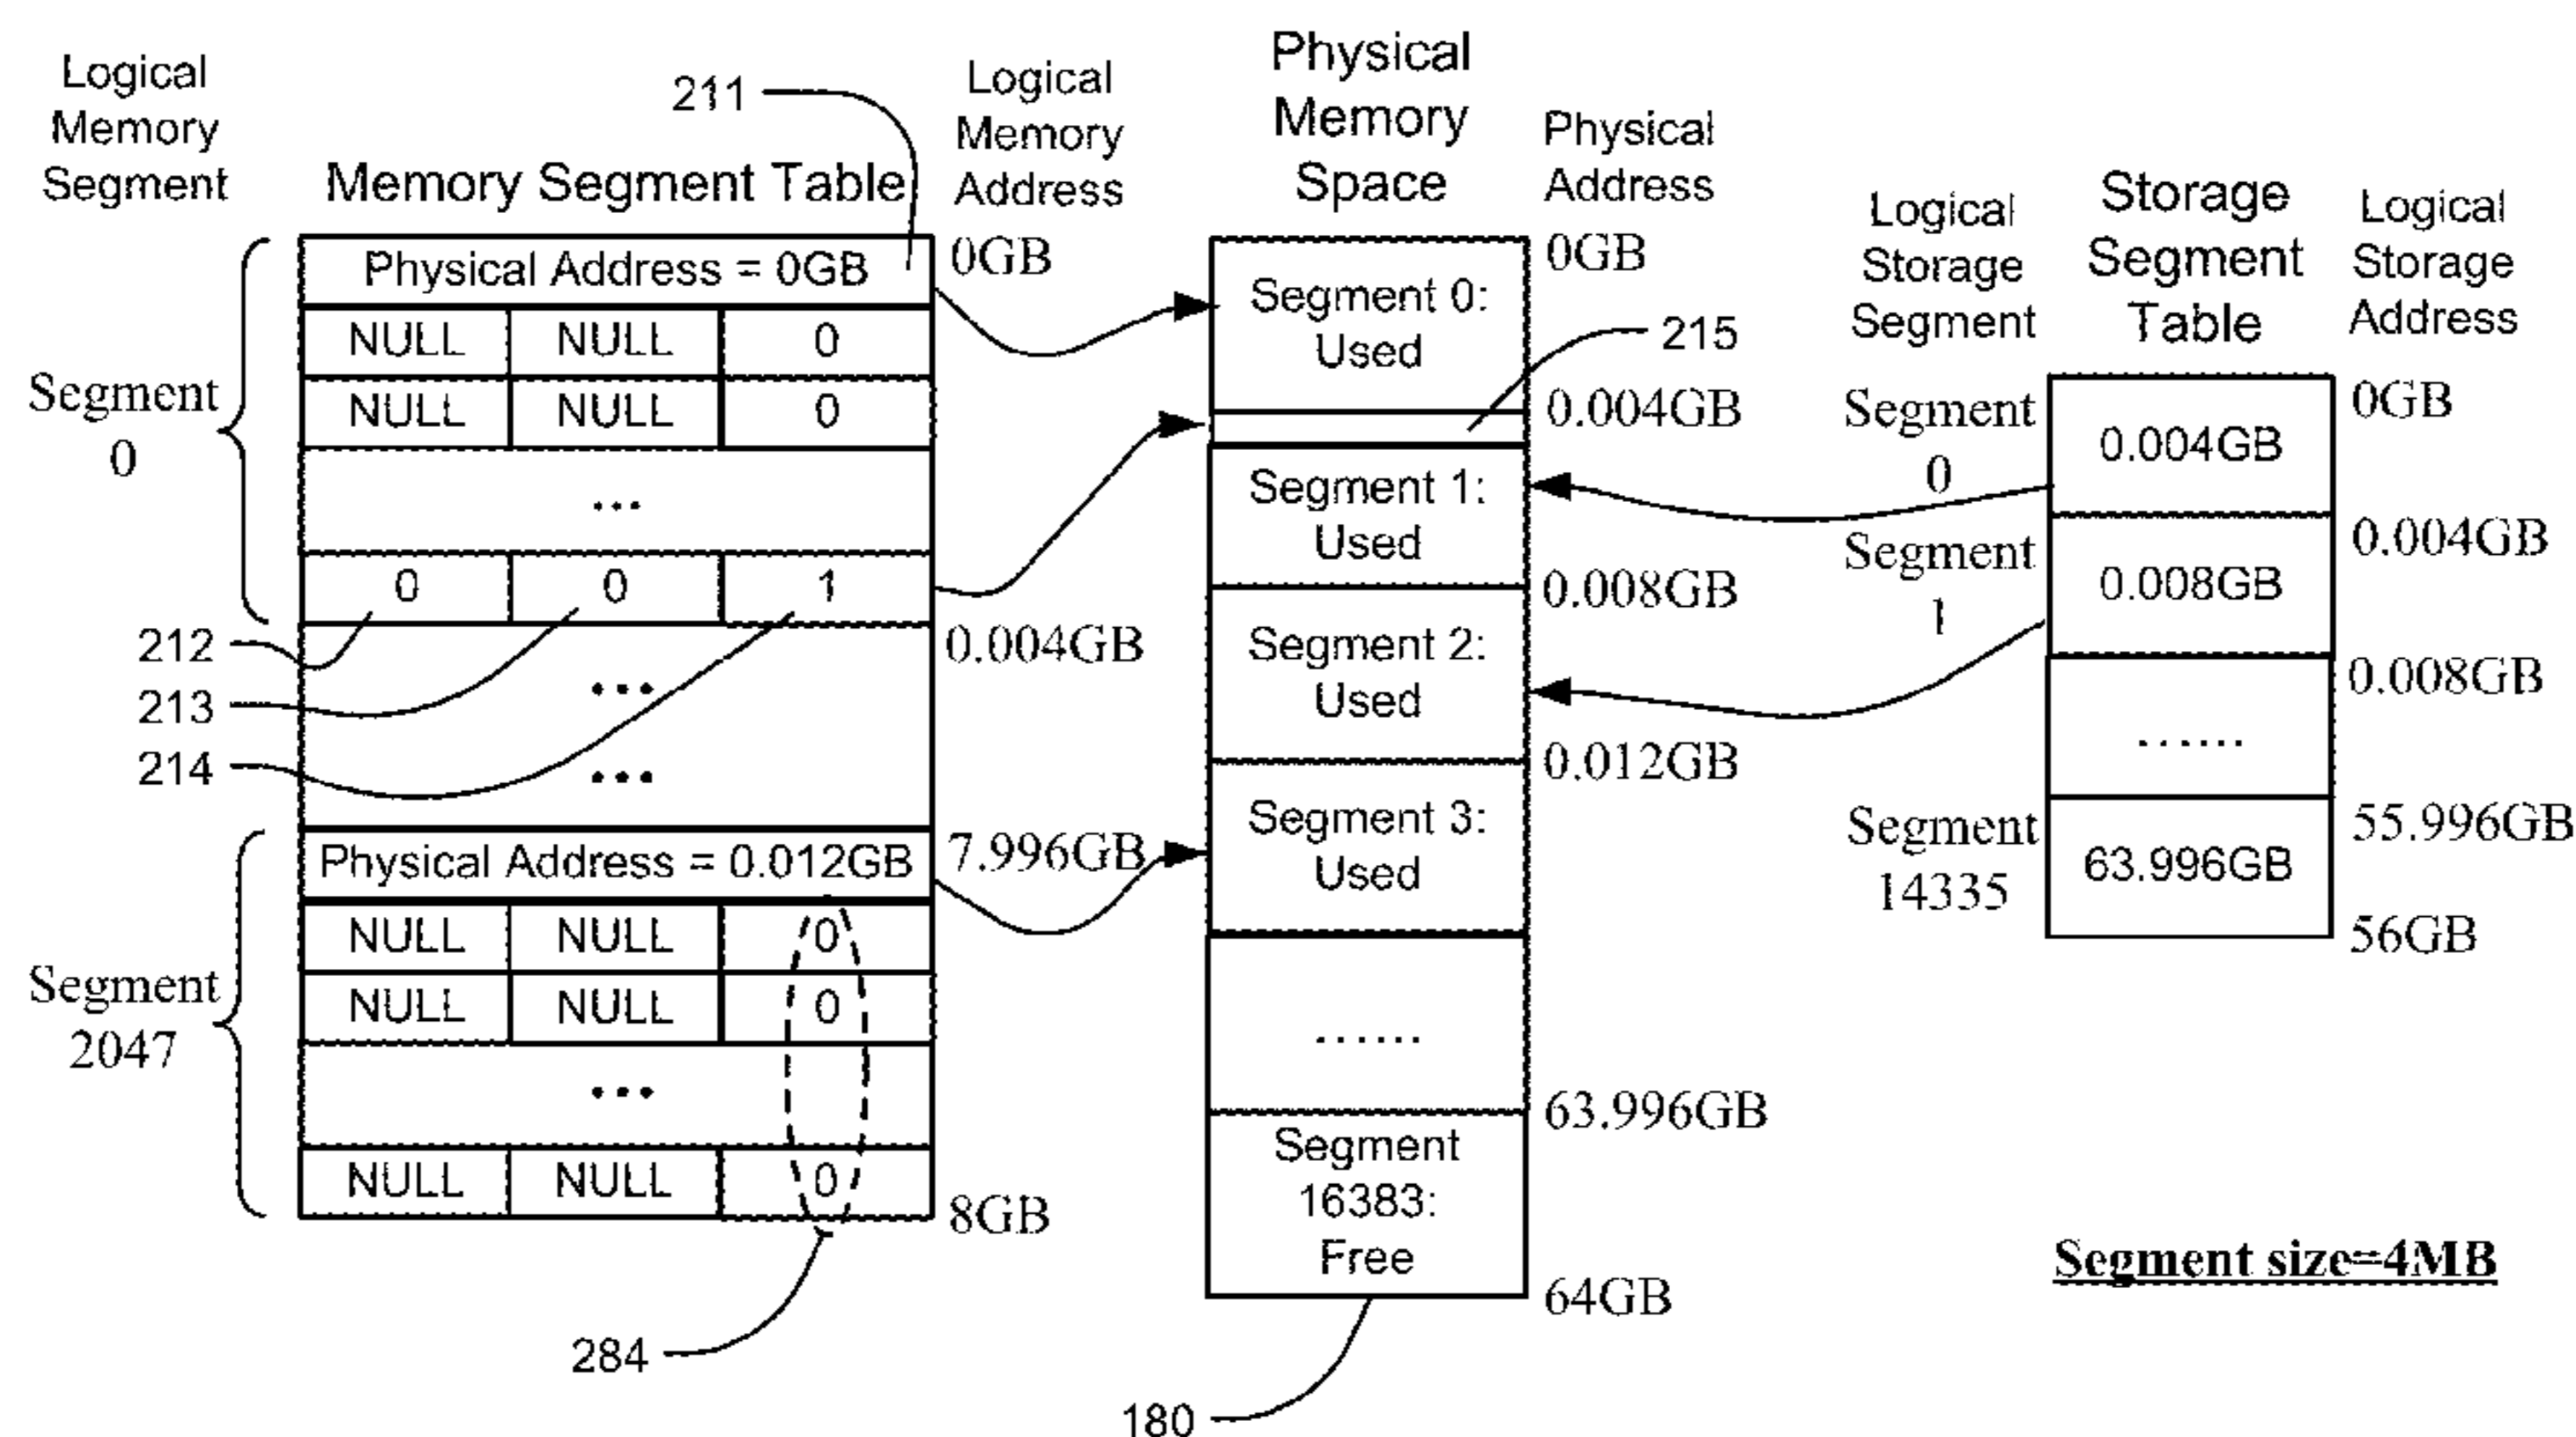 Logical
Memory
Segment
Memory Segment Table
211
Logical
Memory
Address
Physical
Memory
Space
Physical
Address
Logical
Storage
Segment
Storage
Segment
Table
Logical
Storage
Address
Segment
0
Physical Address = 0GB
NULL NULL 0
NULL NULL 0
...
0 0 1
212
213
214
...
...
Segment
2047
Physical Address = 0.012GB
NULL NULL 0
NULL NULL 0
...
NULL NULL 0
284
0GB
0.004GB
7.996GB
8GB
Segment 0:
Used
215
Segment 1:
Used
Segment 2:
Used
Segment 3:
Used
......
Segment
16383:
Free
180
0GB
0.004GB
0.008GB
0.012GB
63.996GB
64GB
Segment
0
Segment
1
Segment
14335
0.004GB
0.008GB
......
63.996GB
0GB
0.004GB
0.008GB
55.996GB
56GB
Segment size=4MB